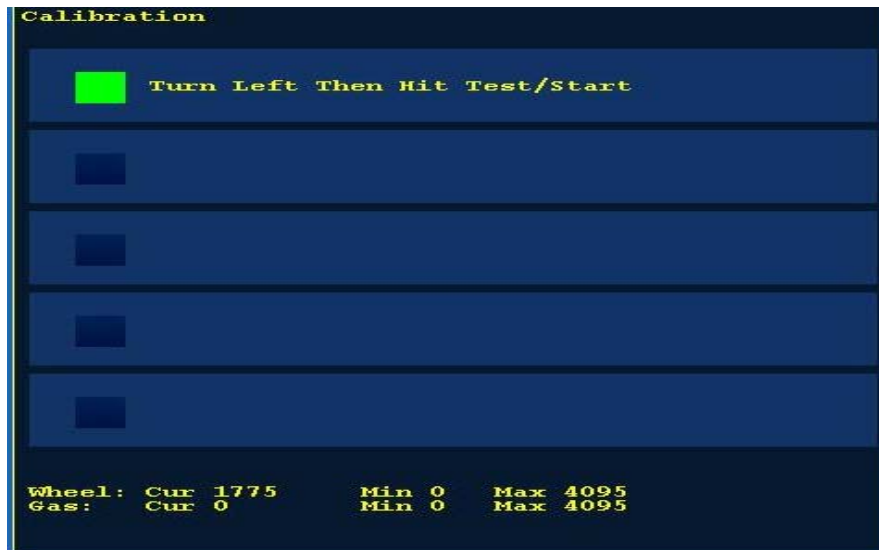 Calibration
Turn Left Then Hit Test/Start
Wheel: Cur 1775 Min 0 Max 4095
Gas: Cur 0 Min 0 Max 4095